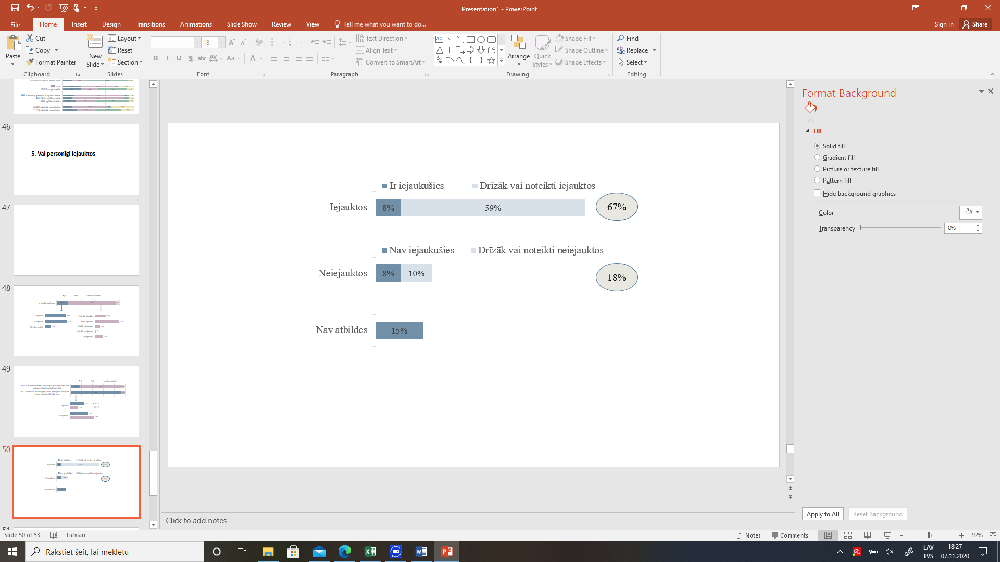 Presentation1 - PowerPoint
File Home Insert Design Transitions Animations Slide Show Review View Tell me what you want to do... Sign in Share
Paste Cut Copy Format Painter Clipboard
New Slide Layout Reset Section Slides
18 Font
Text Direction Align Text Convert to SmartArt Paragraph
Arrange Quick Styles Shape Fill Shape Outline Shape Effects Drawing
Find Replace Select Editing
46
5. Vai personīgi iejauktos
47
48
49
50
51
Ir iejaukušies Drīzāk vai noteikti iejauktos
Iejauktos 8% 59% 67%
Nav iejaukušies Drīzāk vai noteikti neiejauktos
Neiejauktos 8% 10% 18%
Nav atbildes 15%
Click to add notes
Format Background
Fill
Solid fill
Gradient fill
Picture or texture fill
Pattern fill
Hide background graphics
Color
Transparency 0%
Apply to All Reset Background
Slide 50 of 53 Latvian Notes Comments 92%
Rakstiet šeit, lai meklētu
LAV
LVS
18:27
07.11.2020